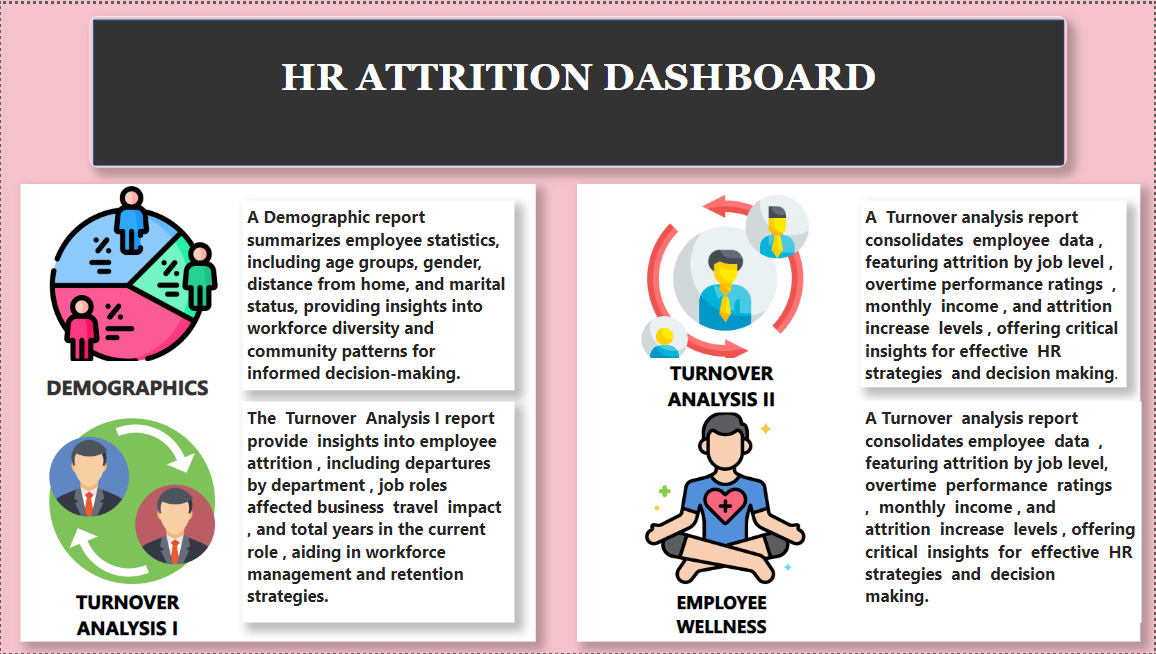 HR ATTRITION DASHBOARD
A Demographic report
summarizes employee statistics,
including age groups, gender,
distance from home, and marital
status, providing insights into
workforce diversity and
community patterns for
informed decision-making.
DEMOGRAPHICS
The Turnover Analysis I report
provide insights into employee
attrition , including departures
by department , job roles
affected business travel impact
, and total years in the current
role , aiding in workforce
management and retention
strategies.
TURNOVER
ANALYSIS I
A Turnover analysis report
consolidates employee data ,
featuring attrition by job level ,
overtime performance ratings ,
monthly income , and attrition
increase levels , offering critical
insights for effective HR
strategies and decision making.
TURNOVER
ANALYSIS II
A Turnover analysis report
consolidates employee data ,
featuring attrition by job level,
overtime performance ratings
, monthly income , and
attrition increase levels , offering
critical insights for effective HR
strategies and decision
making.
EMPLOYEE
WELLNESS